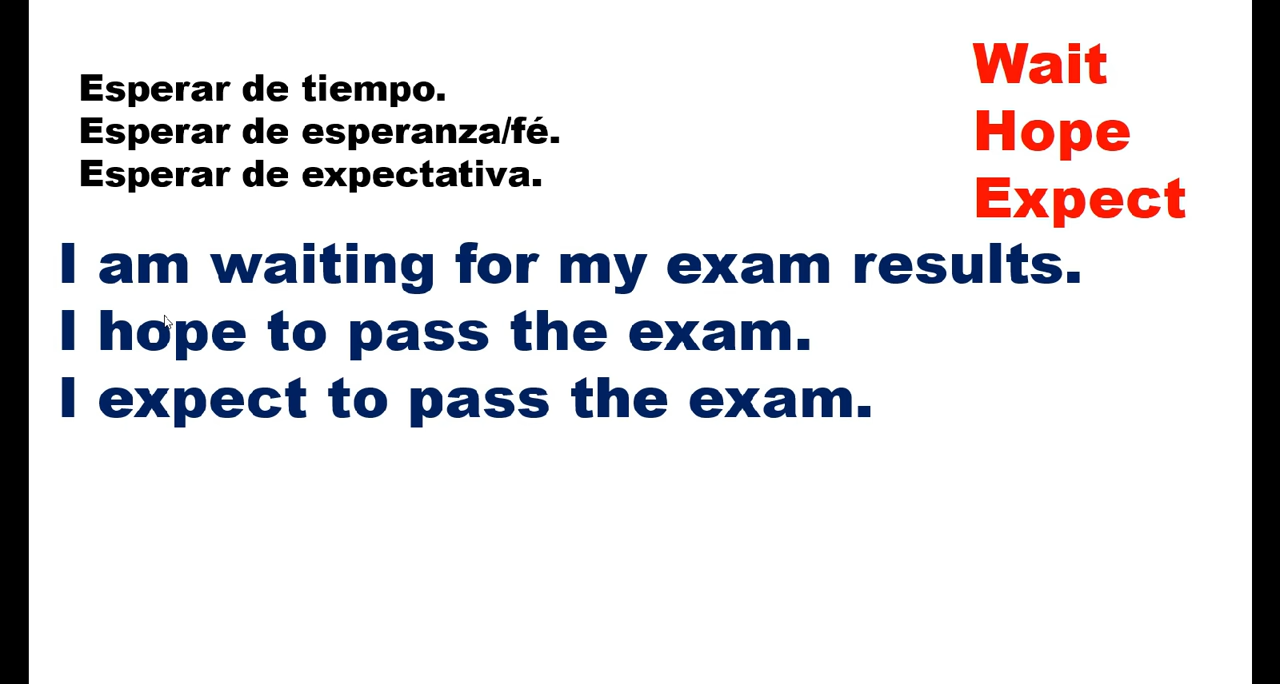 Esperar de tiempo.
Esperar de esperanza/fé.
Esperar de expectativa.
Wait
Hope
Expect
I am waiting for my exam results.
I hope to pass the exam.
I expect to pass the exam.